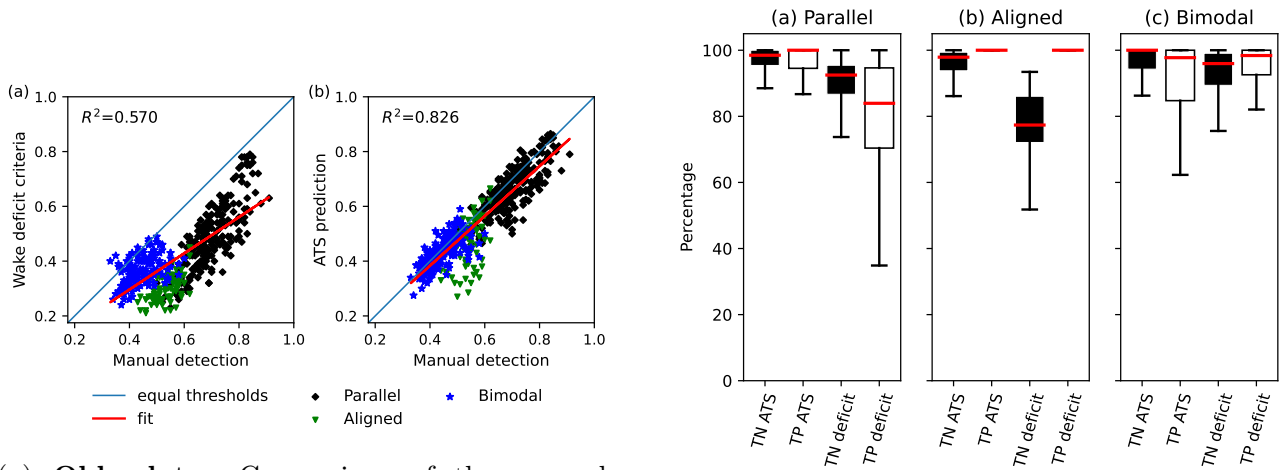 (a)
R²=0.570
Wake deficit criteria
1.0
0.8
0.6
0.4
0.2
0.2 0.4 0.6 0.8 1.0
Manual detection
(b)
R²=0.826
ATS prediction
1.0
0.8
0.6
0.4
0.2
0.2 0.4 0.6 0.8 1.0
Manual detection
equal thresholds
fit
Parallel
Aligned
Bimodal
(a) Parallel
(b) Aligned
(c) Bimodal
Percentage
100
80
60
40
20
0
TN ATS
TP ATS
TN deficit
TP deficit
TN ATS
TP ATS
TN deficit
TP deficit
TN ATS
TP ATS
TN deficit
TP deficit